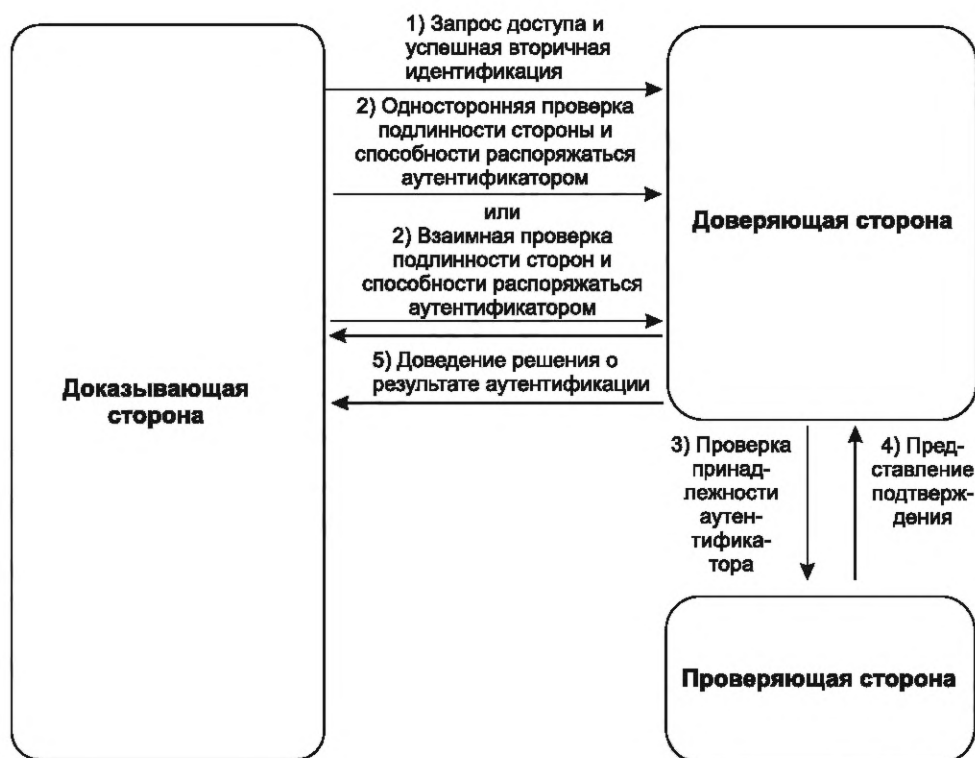 1) Запрос доступа и
успешная вторичная
идентификация
2) Односторонняя проверка
подлинности стороны и
способности распоряжаться
аутентификатором
или
2) Взаимная проверка
подлинности сторон и
способности распоряжаться
аутентификатором
5) Доведение решения о
результате аутентификации
Доказывающая
сторона
Доверяющая сторона
3) Проверка
принад-
лежности
аутен-
тифика-
тора
4) Пред-
ставление
подтверж-
дения
Проверяющая сторона